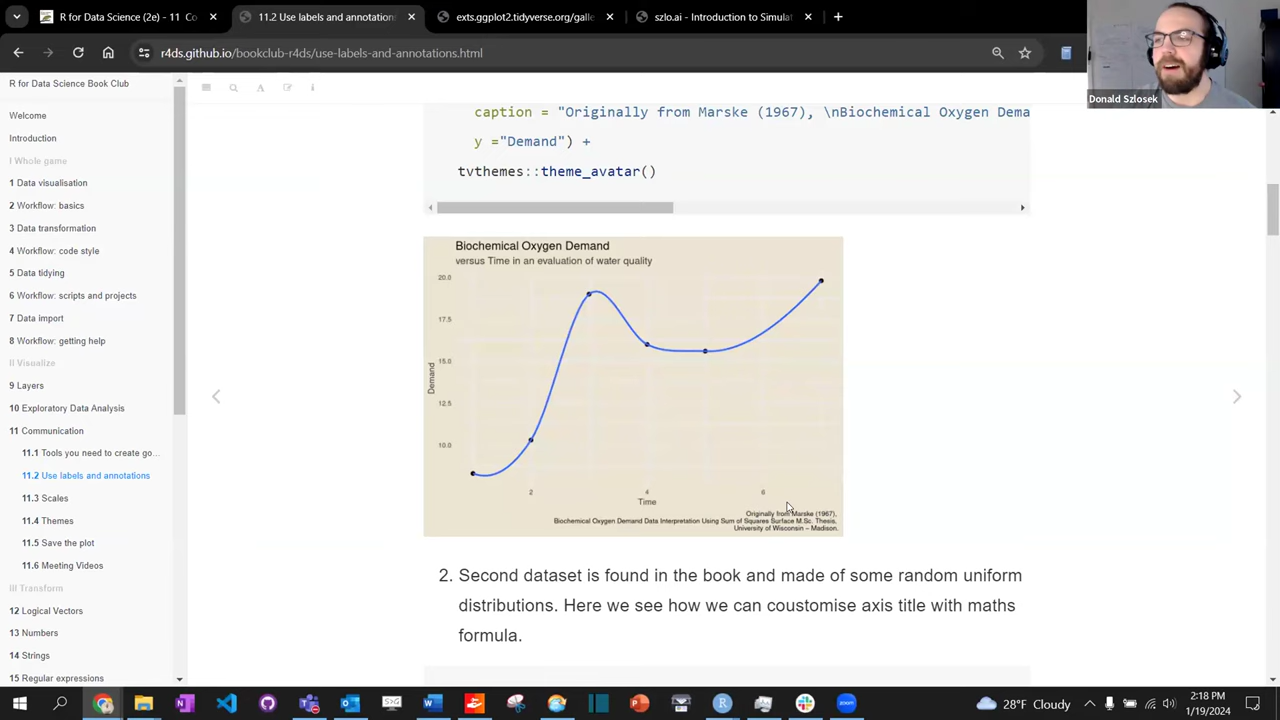 R for Data Science (2e) - 11 Co
11.2 Use labels and annotation
exts.ggplot2.tidyverse.org/galle
szlo.ai - Introduction to Simulat
r4ds.github.io/bookclub-r4ds/use-labels-and-annotations.html
Donald Szlosek
R for Data Science Book Club
Welcome
Introduction
I Whole game
1 Data visualisation
2 Workflow: basics
3 Data transformation
4 Workflow: code style
5 Data tidying
6 Workflow: scripts and projects
7 Data import
8 Workflow: getting help
II Visualize
9 Layers
10 Exploratory Data Analysis
11 Communication
11.1 Tools you need to create go...
11.2 Use labels and annotations
11.3 Scales
11.4 Themes
11.5 Save the plot
11.6 Meeting Videos
III Transform
12 Logical Vectors
13 Numbers
14 Strings
15 Regular expressions
caption = "Originally from Marske (1967), \nBiochemical Oxygen Dema
y ="Demand") +
tvthemes::theme_avatar()
Biochemical Oxygen Demand
versus Time in an evaluation of water quality
20.0
17.5
15.0
12.5
10.0
Demand
2
4
6
Time
Originally from Marske (1967),
Biochemical Oxygen Demand Data Interpretation Using Sum of Squares Surface M.Sc. Thesis,
University of Wisconsin – Madison.
2. Second dataset is found in the book and made of some random uniform
distributions. Here we see how we can coustomise axis title with maths
formula.
28°F Cloudy
2:18 PM
1/19/2024